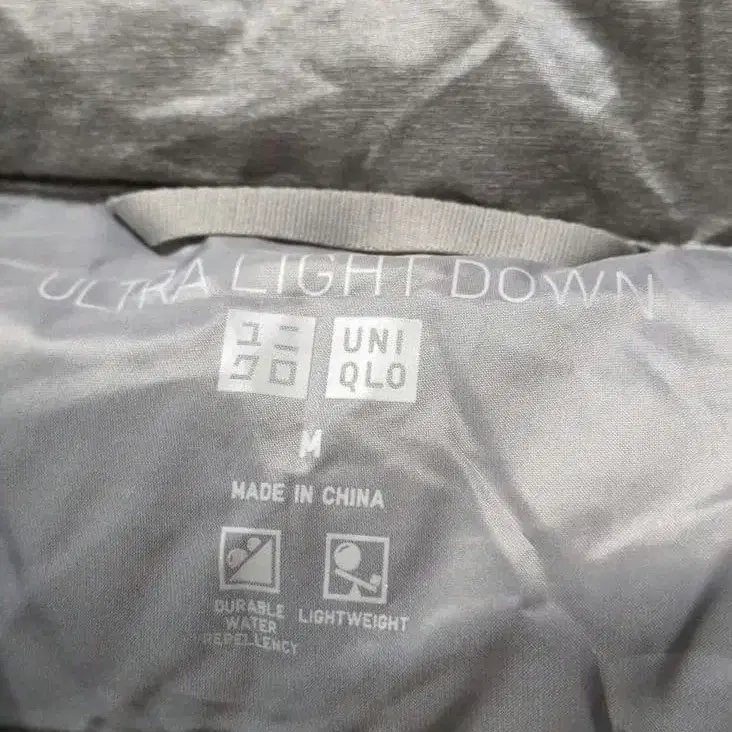 ULTRA LIGHT DOWN
ユニ UNI
クロ QLO
M
MADE IN CHINA
DURABLE LIGHTWEIGHT
WATER
REPELLENCY